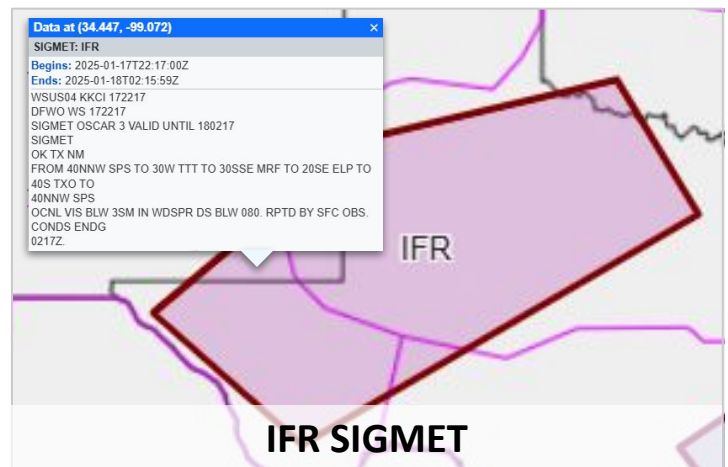 Data at (34.447, -99.072) ×
SIGMET: IFR
Begins: 2025-01-17T22:17:00Z
Ends: 2025-01-18T02:15:59Z
WSUS04 KKCI 172217
DFWO WS 172217
SIGMET OSCAR 3 VALID UNTIL 180217
SIGMET
OK TX NM
FROM 40NNW SPS TO 30W TTT TO 30SSE MRF TO 20SE ELP TO
40S TXO TO
40NNW SPS
OCNL VIS BLW 3SM IN WDSPR DS BLW 080. RPTD BY SFC OBS.
CONDS ENDG
0217Z.
IFR
IFR SIGMET